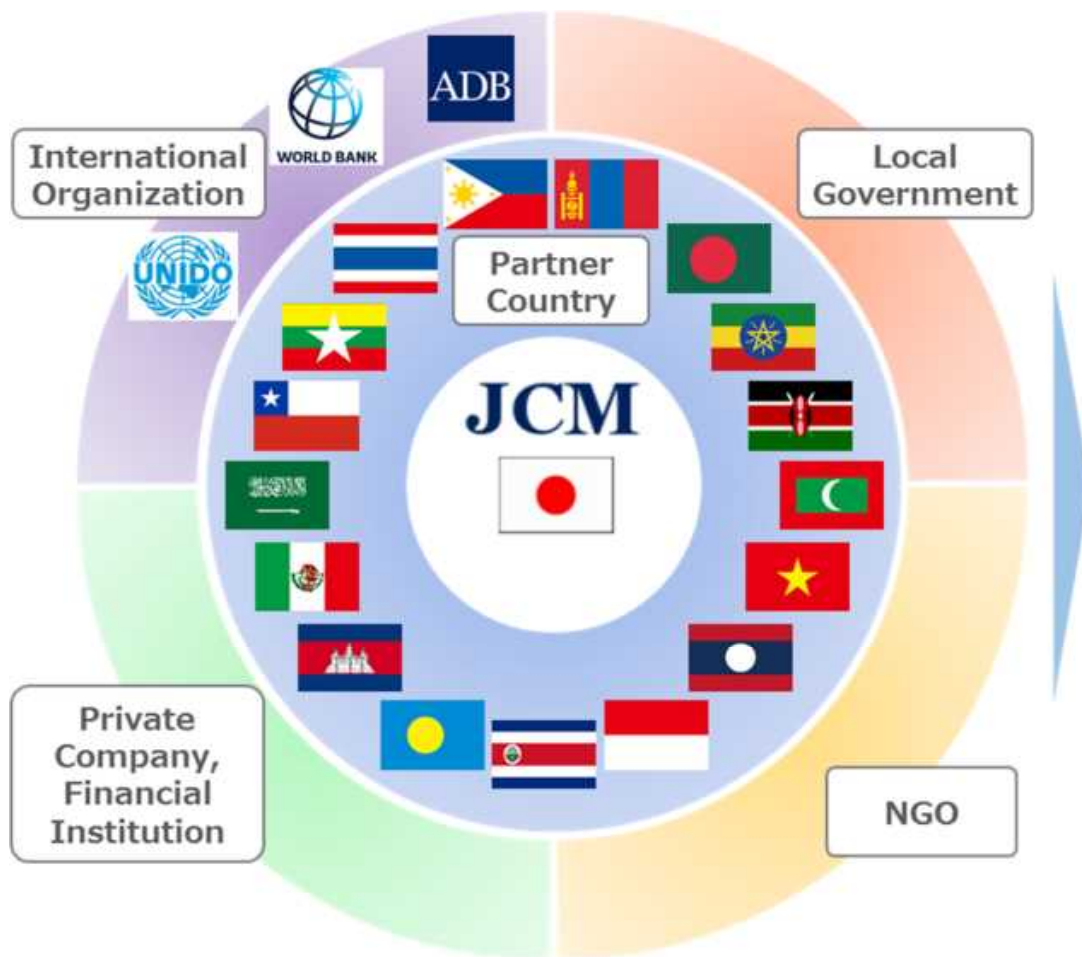 ADB
WORLD BANK
International
Organization
UNIDO
Local
Government
Partner
Country
JCM
Private
Company,
Financial
Institution
NGO